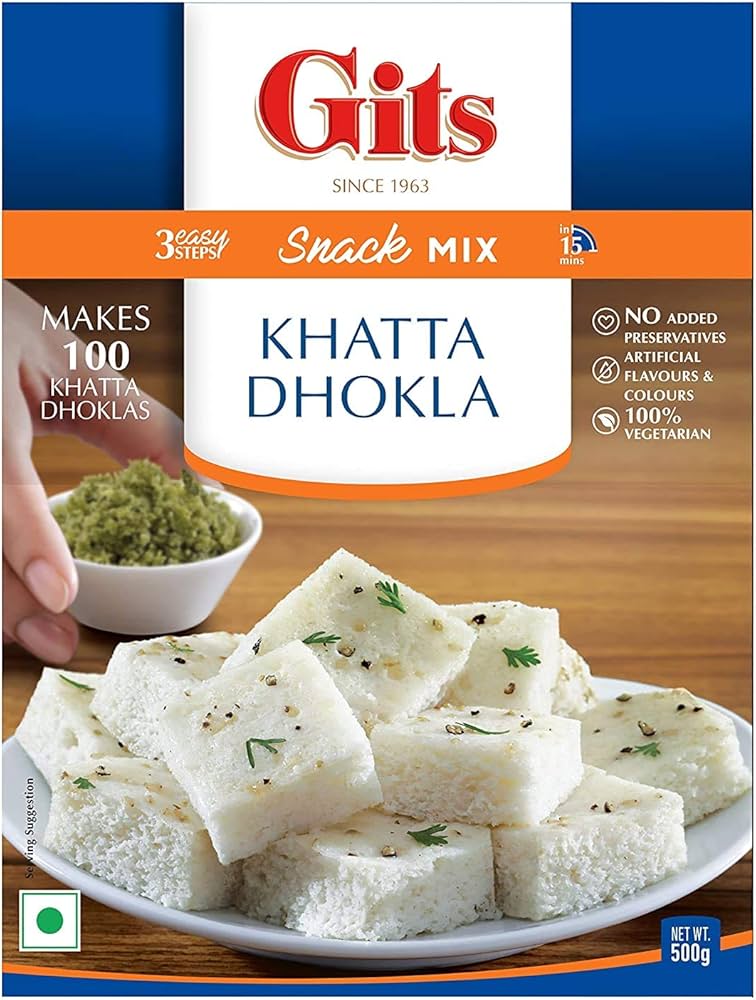 Gits
SINCE 1963
3 easy STEPS
Snack MIX
in 15 mins
MAKES
100
KHATTA
DHOKLAS
KHATTA
DHOKLA
NO ADDED
PRESERVATIVES
ARTIFICIAL
FLAVOURS &
COLOURS
100%
VEGETARIAN
Serving Suggestion
NET WT.
500g